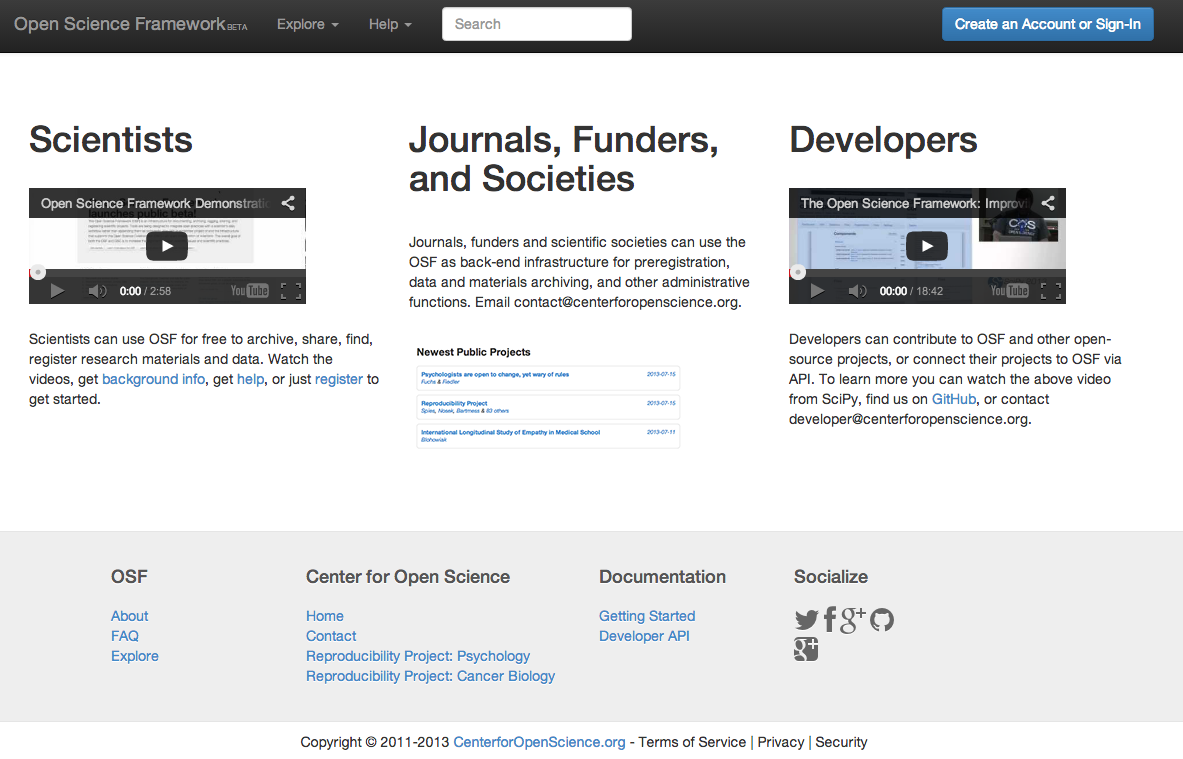 Open Science Framework BETA
Explore
Help
Search
Create an Account or Sign-In
Scientists
Open Science Framework Demonstratio
launches public beta!
0:00 / 2:58
YouTube
Scientists can use OSF for free to archive, share, find,
register research materials and data. Watch the
videos, get background info, get help, or just register to
get started.
Journals, Funders,
and Societies
Journals, funders and scientific societies can use the
OSF as back-end infrastructure for preregistration,
data and materials archiving, and other administrative
functions. Email contact@centerforopenscience.org.
Newest Public Projects
Psychologists are open to change, yet wary of rules 2013-07-15
Fuchs & Fiedler
Reproducibility Project 2013-07-15
Spies, Nosek, Bartmess & 83 others
International Longitudinal Study of Empathy in Medical School 2013-07-11
Blohowiak
Developers
The Open Science Framework: Improvi
COS
Components
00:00 / 18:42
YouTube
Developers can contribute to OSF and other open-
source projects, or connect their projects to OSF via
API. To learn more you can watch the above video
from SciPy, find us on GitHub, or contact
developer@centerforopenscience.org.
OSF
About
FAQ
Explore
Center for Open Science
Home
Contact
Reproducibility Project: Psychology
Reproducibility Project: Cancer Biology
Documentation
Getting Started
Developer API
Socialize
Copyright © 2011-2013 CenterforOpenScience.org - Terms of Service | Privacy | Security